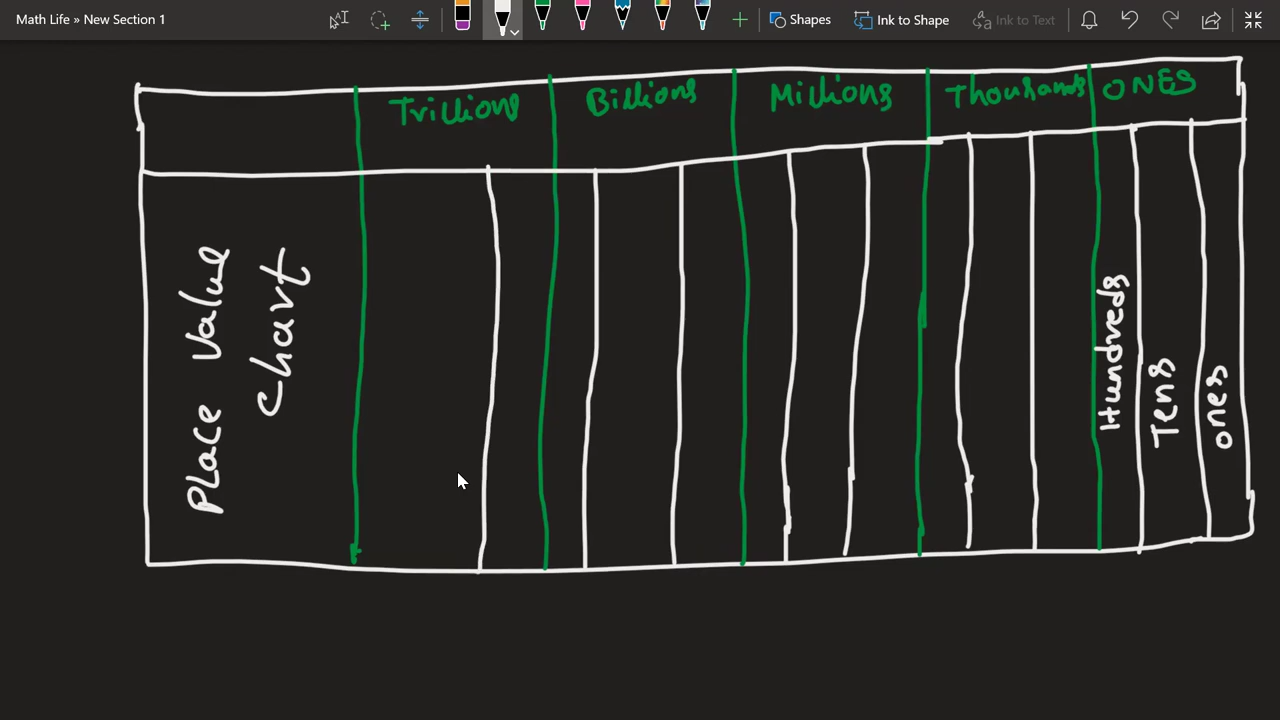 Math Life » New Section 1
Shapes
Ink to Shape
Ink to Text
Trillions
Billions
Millions
Thousands
ONES
Place Value
Chart
Hundreds
Tens
ones